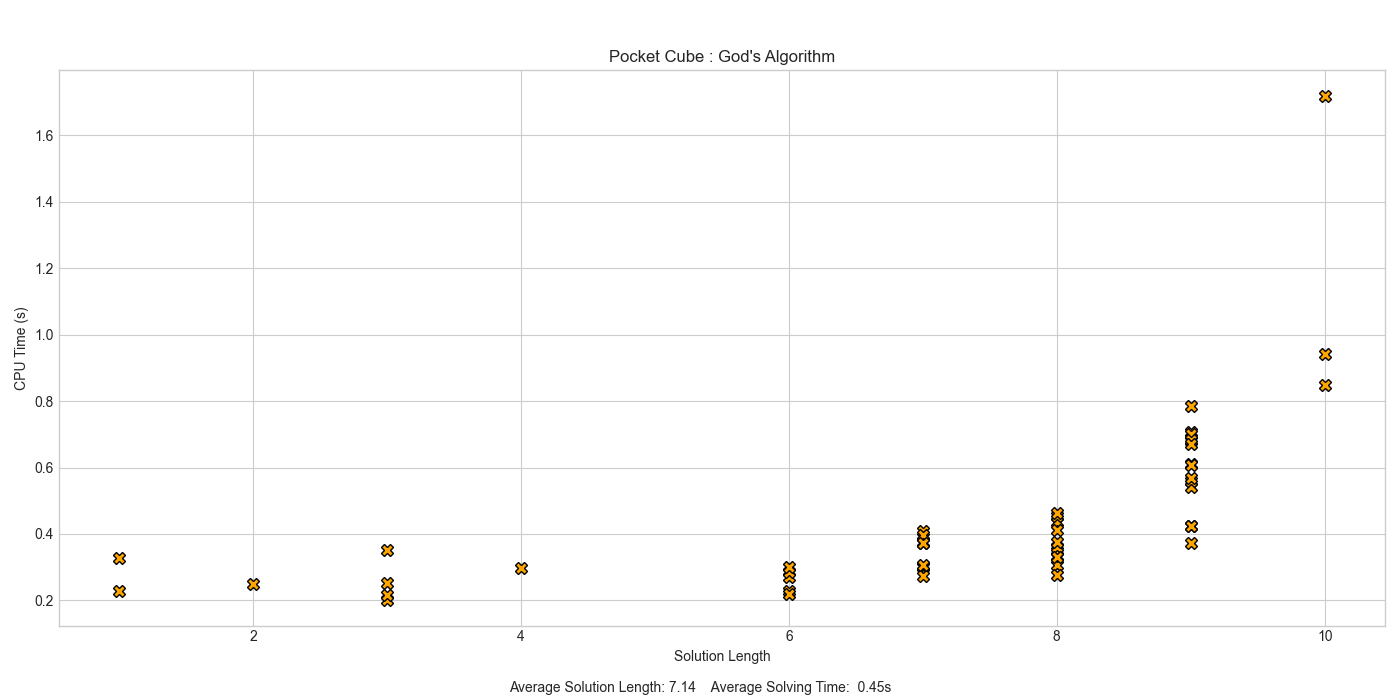 Pocket Cube : God's Algorithm
CPU Time (s)
1.6
1.4
1.2
1.0
0.8
0.6
0.4
0.2
2 4 6 8 10
Solution Length
Average Solution Length: 7.14 Average Solving Time: 0.45s